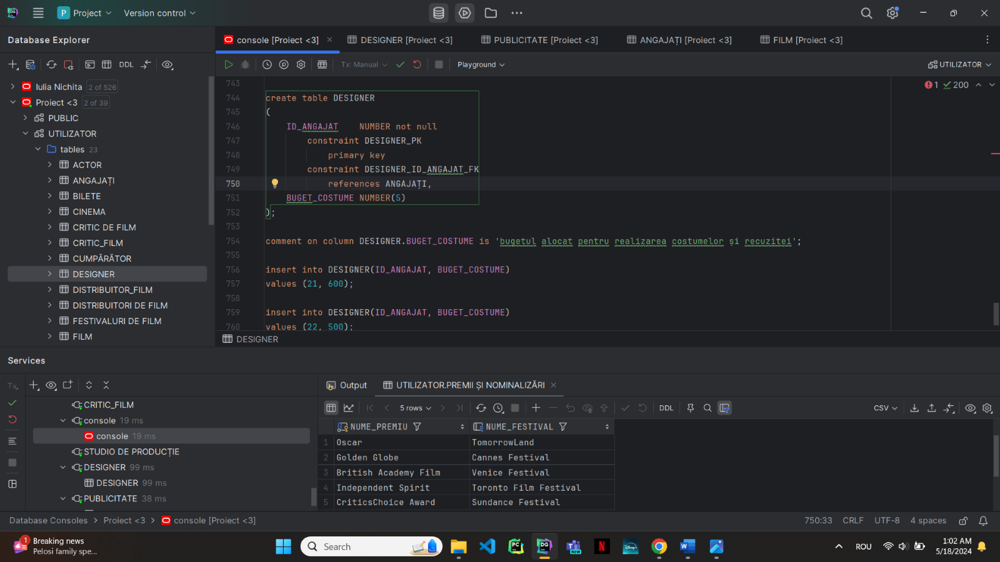 DG
P Project
Version control
Database Explorer
console [Proiect <3]
DESIGNER [Proiect <3]
PUBLICITATE [Proiect <3]
ANGAJAȚI [Proiect <3]
FILM [Proiect <3]
DDL
Tx: Manual
Playground
UTILIZATOR
1 200
Iulia Nichita 2 of 526
Proiect <3 2 of 39
PUBLIC
UTILIZATOR
tables 23
ACTOR
ANGAJAȚI
BILETE
CINEMA
CRITIC DE FILM
CRITIC_FILM
CUMPĂRĂTOR
DESIGNER
DISTRIBUITOR_FILM
DISTRIBUITORI DE FILM
FESTIVALURI DE FILM
FILM
743
744 create table DESIGNER
745 (
746 ID_ANGAJAT NUMBER not null
747 constraint DESIGNER_PK
748 primary key
749 constraint DESIGNER_ID_ANGAJAT_FK
750 references ANGAJAȚI,
751 BUGET_COSTUME NUMBER(5)
752 );
753
754 comment on column DESIGNER.BUGET_COSTUME is 'bugetul alocat pentru realizarea costumelor și recuzitei';
755
756 insert into DESIGNER(ID_ANGAJAT, BUGET_COSTUME)
757 values (21, 600);
758
759 insert into DESIGNER(ID_ANGAJAT, BUGET_COSTUME)
760 values (22, 500);
DESIGNER
Services
Tx
CRITIC_FILM
console 19 ms
console 19 ms
STUDIO DE PRODUCȚIE
DESIGNER 99 ms
DESIGNER 99 ms
PUBLICITATE 38 ms
Output
UTILIZATOR.PREMII ȘI NOMINALIZĂRI
5 rows
DDL
CSV
NUME_PREMIU NUME_FESTIVAL
1 Oscar TomorrowLand
2 Golden Globe Cannes Festival
3 British Academy Film Venice Festival
4 Independent Spirit Toronto Film Festival
5 CriticsChoice Award Sundance Festival
Database Consoles > Proiect <3 > console [Proiect <3]
750:33 CRLF UTF-8 4 spaces
1
Breaking news
Pelosi family spe...
Search
PC
DG
NEW
N
Disney+
W
ROU
1:02 AM
5/18/2024